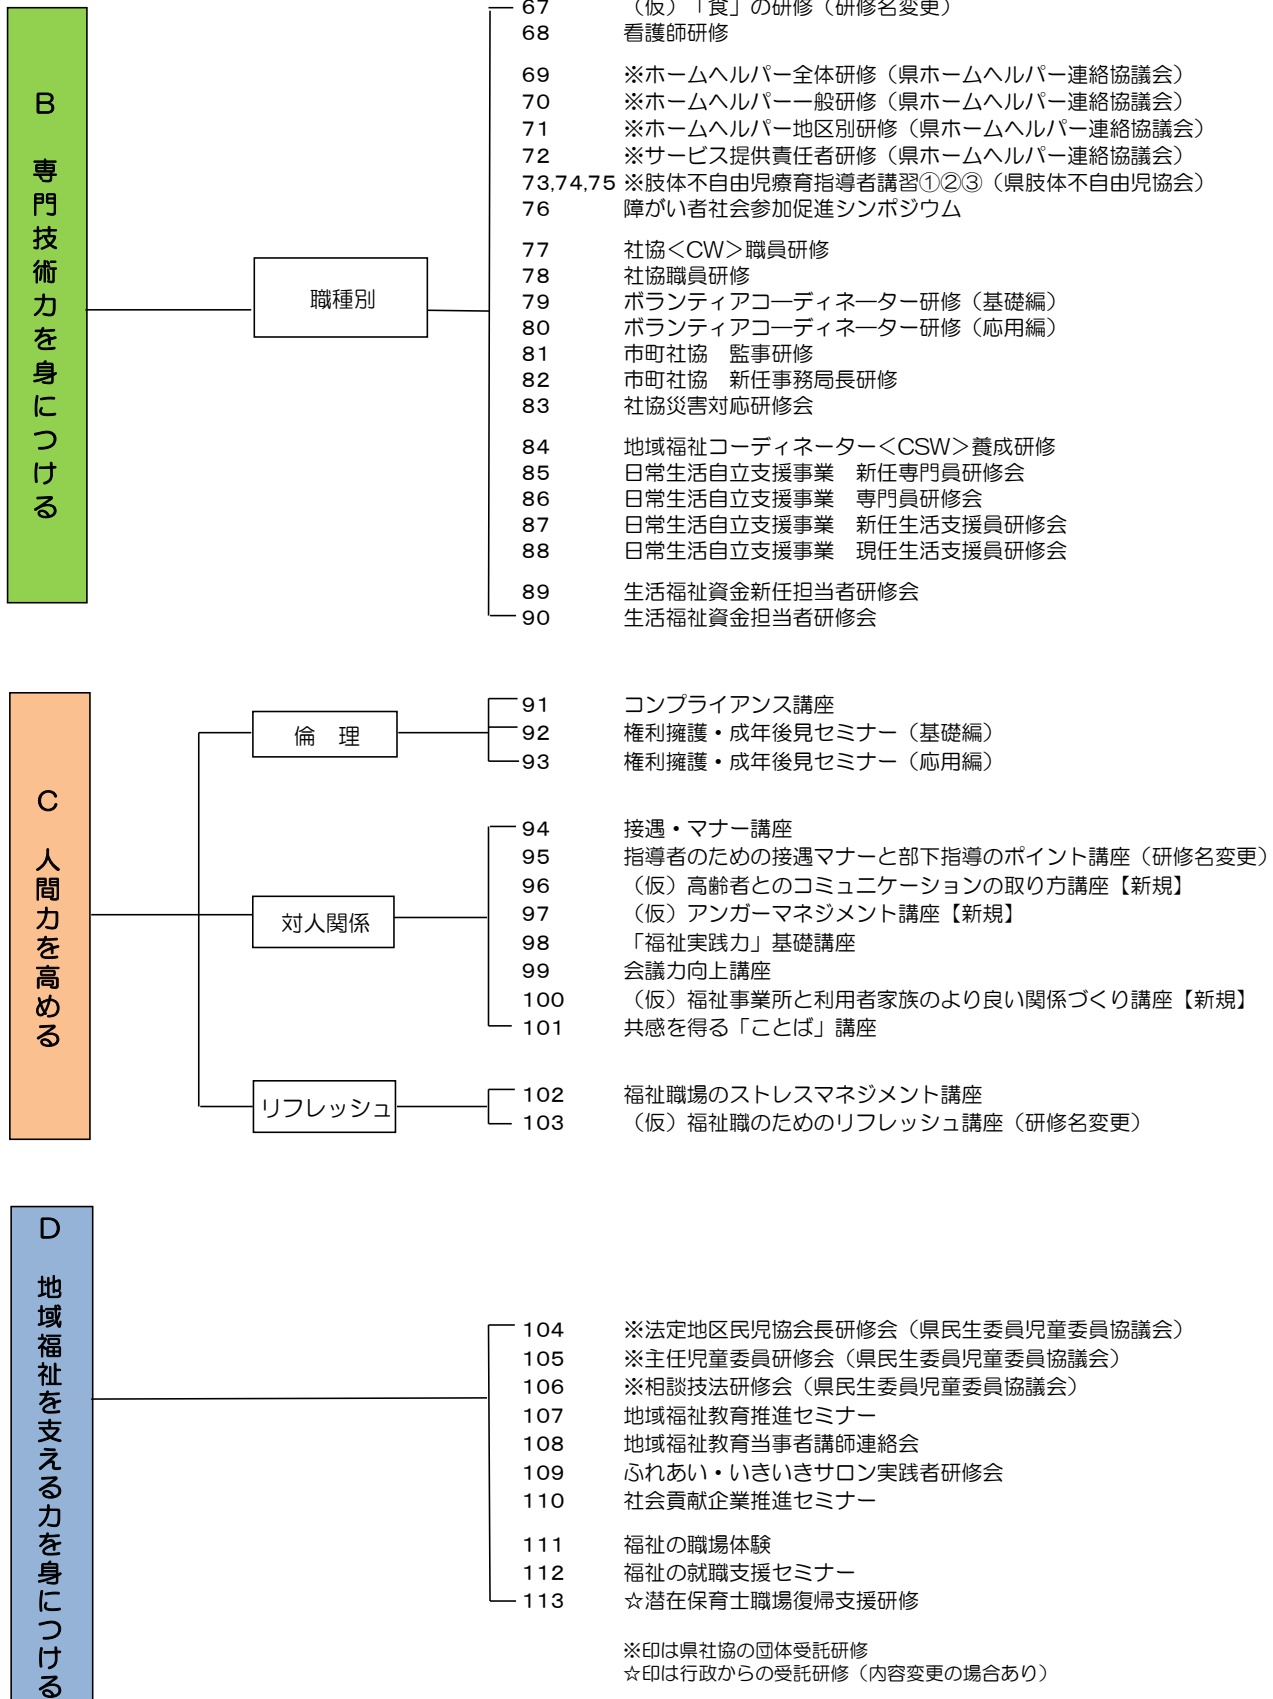 B　専門技術力を身につける
職種別
67　（仮）「食」の研修（研修名変更）
68　看護師研修
69　※ホームヘルパー全体研修（県ホームヘルパー連絡協議会）
70　※ホームヘルパー一般研修（県ホームヘルパー連絡協議会）
71　※ホームヘルパー地区別研修（県ホームヘルパー連絡協議会）
72　※サービス提供責任者研修（県ホームヘルパー連絡協議会）
73,74,75 ※肢体不自由児療育指導者講習①②③（県肢体不自由児協会）
76　障がい者社会参加促進シンポジウム
77　社協＜CW＞職員研修
78　社協職員研修
79　ボランティアコーディネーター研修（基礎編）
80　ボランティアコーディネーター研修（応用編）
81　市町社協　監事研修
82　市町社協　新任事務局長研修
83　社協災害対応研修会
84　地域福祉コーディネーター＜CSW＞養成研修
85　日常生活自立支援事業　新任専門員研修会
86　日常生活自立支援事業　専門員研修会
87　日常生活自立支援事業　新任生活支援員研修会
88　日常生活自立支援事業　現任生活支援員研修会
89　生活福祉資金新任担当者研修会
90　生活福祉資金担当者研修会
C　人間力を高める
倫　理
91　コンプライアンス講座
92　権利擁護・成年後見セミナー（基礎編）
93　権利擁護・成年後見セミナー（応用編）
対人関係
94　接遇・マナー講座
95　指導者のための接遇マナーと部下指導のポイント講座（研修名変更）
96　（仮）高齢者とのコミュニケーションの取り方講座【新規】
97　（仮）アンガーマネジメント講座【新規】
98　「福祉実践力」基礎講座
99　会議力向上講座
100　（仮）福祉事業所と利用者家族のより良い関係づくり講座【新規】
101　共感を得る「ことば」講座
リフレッシュ
102　福祉職場のストレスマネジメント講座
103　（仮）福祉職のためのリフレッシュ講座（研修名変更）
D　地域福祉を支える力を身につける
104　※法定地区民児協会長研修会（県民生委員児童委員協議会）
105　※主任児童委員研修会（県民生委員児童委員協議会）
106　※相談技法研修会（県民生委員児童委員協議会）
107　地域福祉教育推進セミナー
108　地域福祉教育当事者講師連絡会
109　ふれあい・いきいきサロン実践者研修会
110　社会貢献企業推進セミナー
111　福祉の職場体験
112　福祉の就職支援セミナー
113　☆潜在保育士職場復帰支援研修
※印は県社協の団体受託研修
☆印は行政からの受託研修（内容変更の場合あり）